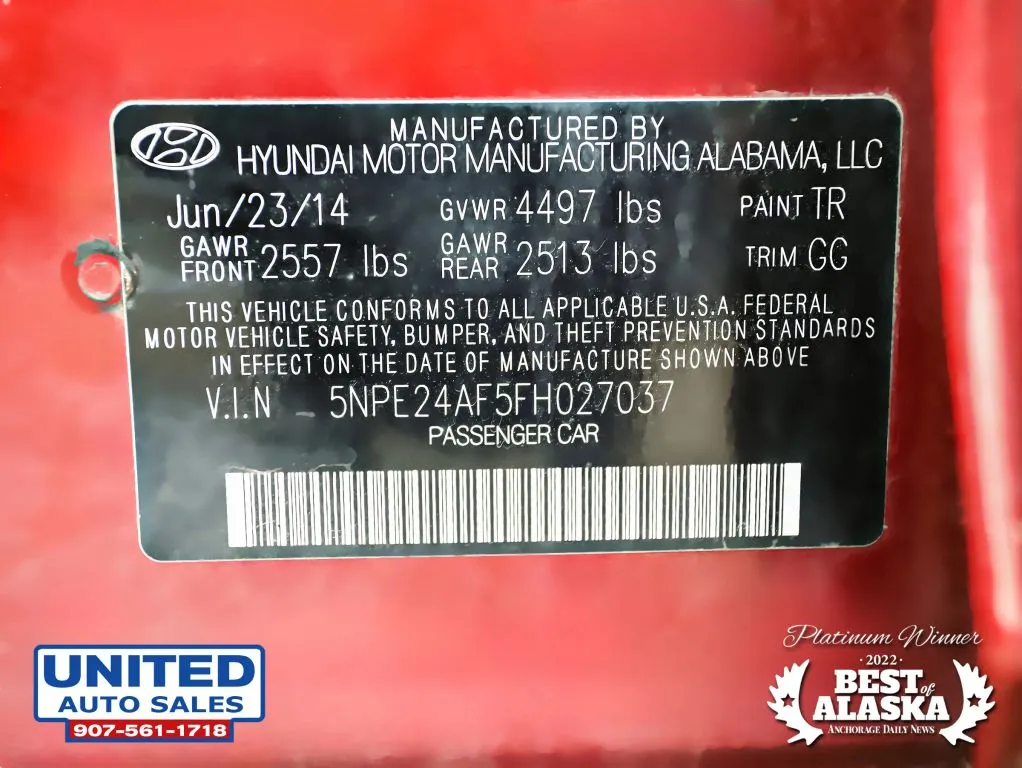 MANUFACTURED BY
HYUNDAI MOTOR MANUFACTURING ALABAMA, LLC
Jun/23/14 GVWR 4497 lbs PAINT TR
GAWR FRONT 2557 lbs GAWR REAR 2513 lbs TRIM GG
THIS VEHICLE CONFORMS TO ALL APPLICABLE U.S.A. FEDERAL
MOTOR VEHICLE SAFETY, BUMPER, AND THEFT PREVENTION STANDARDS
IN EFFECT ON THE DATE OF MANUFACTURE SHOWN ABOVE
V.I.N 5NPE24AF5FH027037
PASSENGER CAR
UNITED
AUTO SALES
907-561-1718
Platinum Winner
·2022·
BEST of
ALASKA
ANCHORAGE DAILY NEWS